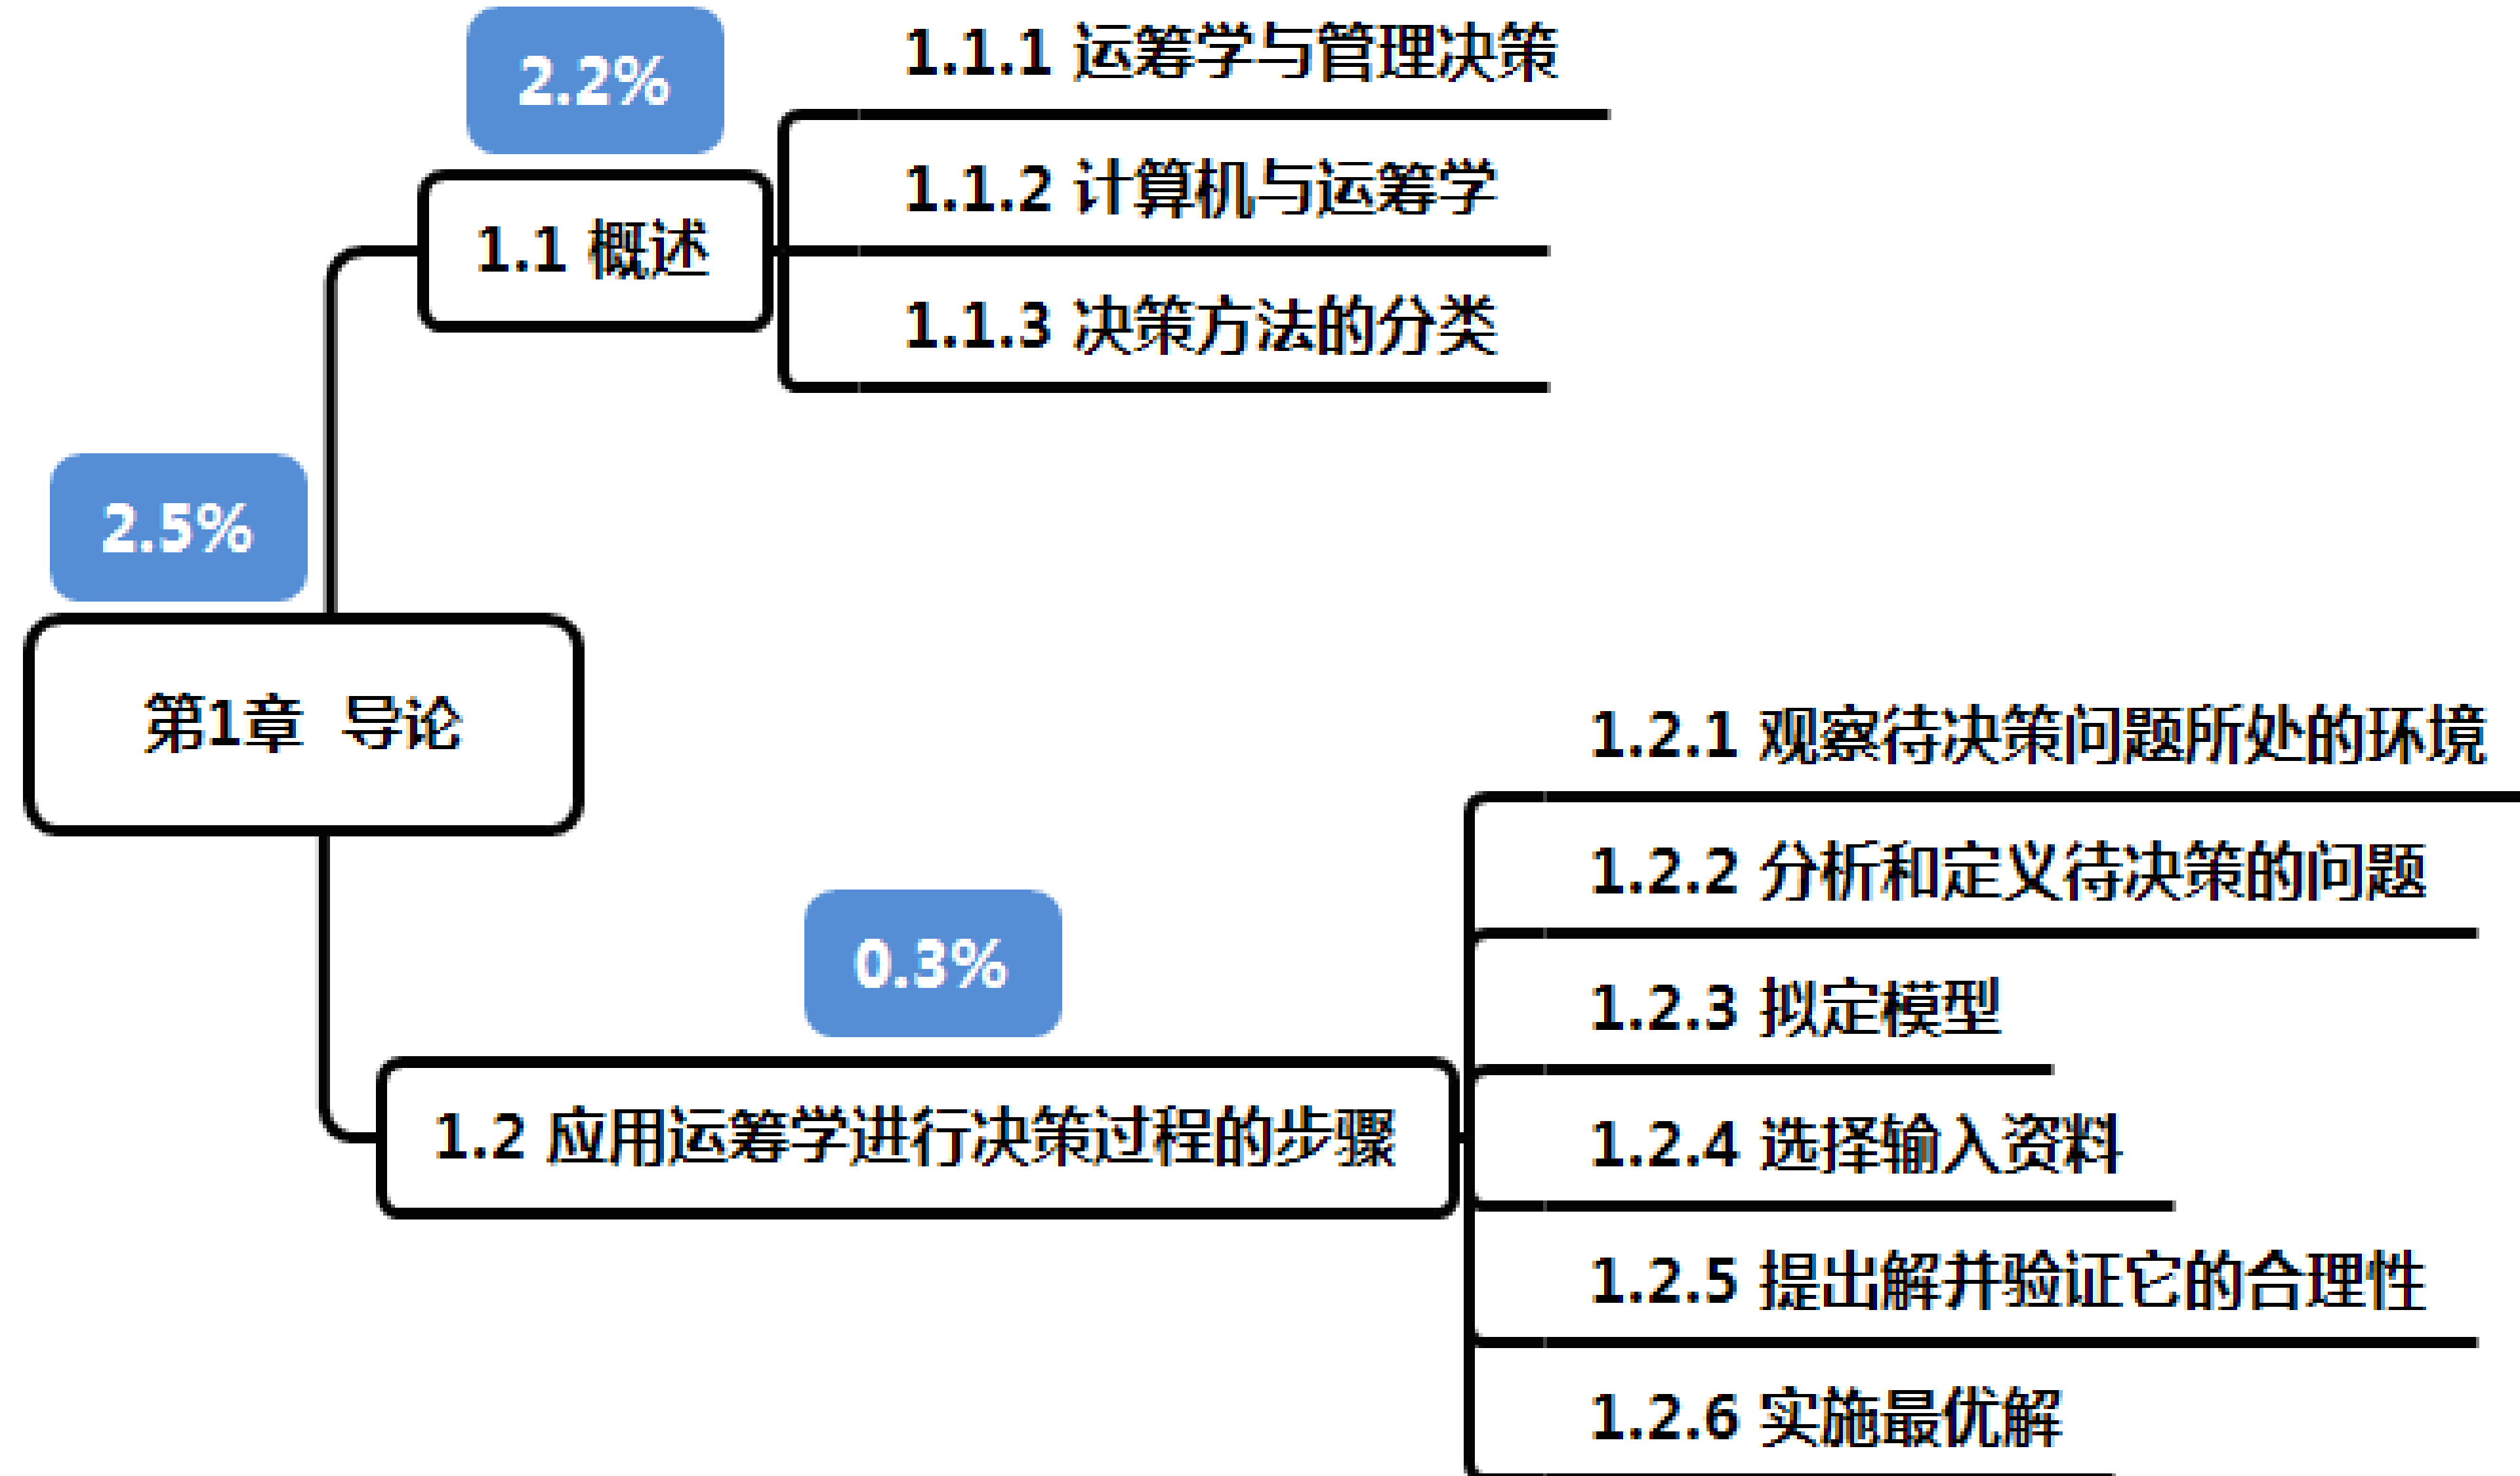 2.2%
1.1 概述
1.1.1 运筹学与管理决策
1.1.2 计算机与运筹学
1.1.3 决策方法的分类
2.5%
第1章 导论
0.3%
1.2 应用运筹学进行决策过程的步骤
1.2.1 观察待决策问题所处的环境
1.2.2 分析和定义待决策的问题
1.2.3 拟定模型
1.2.4 选择输入资料
1.2.5 提出解并验证它的合理性
1.2.6 实施最优解